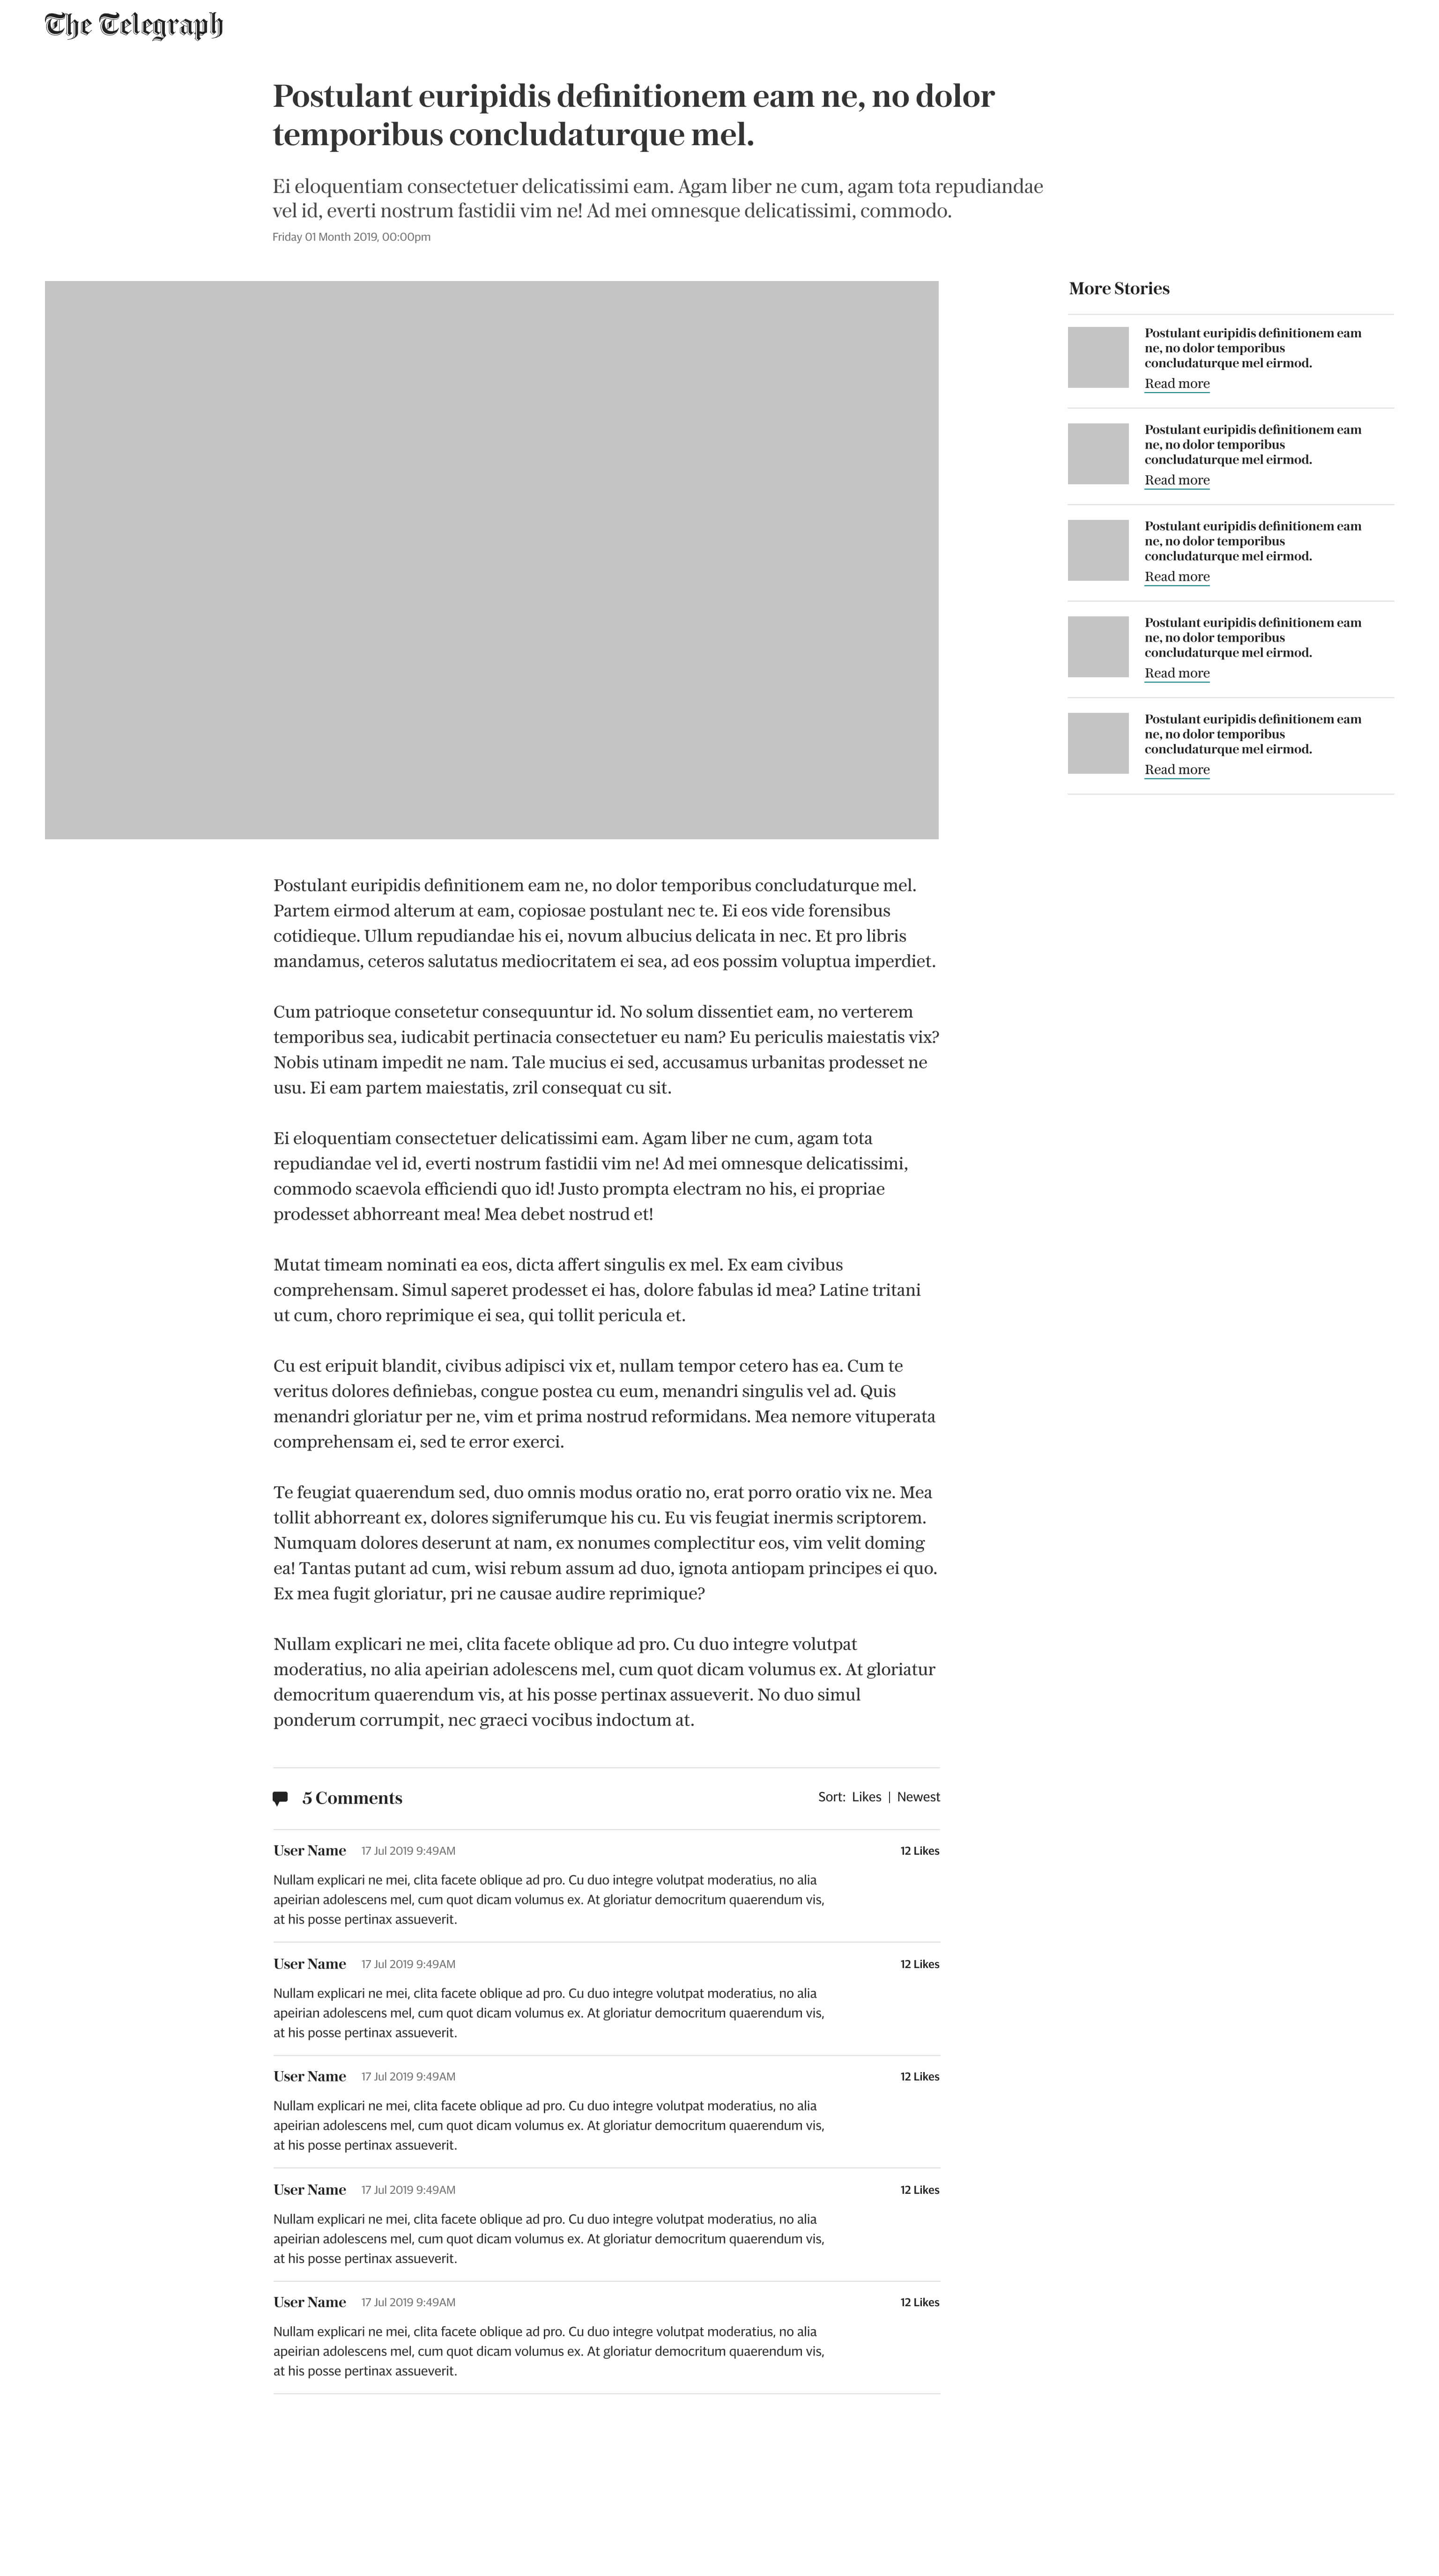 The Telegraph
Postulant euripidis definitionem eam ne, no dolor
temporibus concludaturque mel.
Ei eloquentiam consectetuer delicatissimi eam. Agam liber ne cum, agam tota repudiandae
vel id, everti nostrum fastidii vim ne! Ad mei omnesque delicatissimi, commodo.
Friday 01 Month 2019, 00:00pm
More Stories
Postulant euripidis definitionem eam
ne, no dolor temporibus
concludaturque mel eirmod.
Read more
Postulant euripidis definitionem eam
ne, no dolor temporibus
concludaturque mel eirmod.
Read more
Postulant euripidis definitionem eam
ne, no dolor temporibus
concludaturque mel eirmod.
Read more
Postulant euripidis definitionem eam
ne, no dolor temporibus
concludaturque mel eirmod.
Read more
Postulant euripidis definitionem eam
ne, no dolor temporibus
concludaturque mel eirmod.
Read more
Postulant euripidis definitionem eam ne, no dolor temporibus concludaturque mel.
Partem eirmod alterum at eam, copiosae postulant nec te. Ei eos vide forensibus
cotidieque. Ullum repudiandae his ei, novum albucius delicata in nec. Et pro libris
mandamus, ceteros salutatus mediocritatem ei sea, ad eos possim voluptua imperdiet.
Cum patrioque consetetur consequuntur id. No solum dissentiet eam, no verterem
temporibus sea, iudicabit pertinacia consectetuer eu nam? Eu periculis maiestatis vix?
Nobis utinam impedit ne nam. Tale mucius ei sed, accusamus urbanitas prodesset ne
usu. Ei eam partem maiestatis, zril consequat cu sit.
Ei eloquentiam consectetuer delicatissimi eam. Agam liber ne cum, agam tota
repudiandae vel id, everti nostrum fastidii vim ne! Ad mei omnesque delicatissimi,
commodo scaevola efficiendi quo id! Justo prompta electram no his, ei propriae
prodesset abhorreant mea! Mea debet nostrud et!
Mutat timeam nominati ea eos, dicta affert singulis ex mel. Ex eam civibus
comprehensam. Simul saperet prodesset ei has, dolore fabulas id mea? Latine tritani
ut cum, choro reprimique ei sea, qui tollit pericula et.
Cu est eripuit blandit, civibus adipisci vix et, nullam tempor cetero has ea. Cum te
veritus dolores definiebas, congue postea cu eum, menandri singulis vel ad. Quis
menandri gloriatur per ne, vim et prima nostrud reformidans. Mea nemore vituperata
comprehensam ei, sed te error exerci.
Te feugiat quaerendum sed, duo omnis modus oratio no, erat porro oratio vix ne. Mea
tollit abhorreant ex, dolores signiferumque his cu. Eu vis feugiat inermis scriptorem.
Numquam dolores deserunt at nam, ex nonumes complectitur eos, vim velit doming
ea! Tantas putant ad cum, wisi rebum assum ad duo, ignota antiopam principes ei quo.
Ex mea fugit gloriatur, pri ne causae audire reprimique?
Nullam explicari ne mei, clita facete oblique ad pro. Cu duo integre volutpat
moderatius, no alia apeirian adolescens mel, cum quot dicam volumus ex. At gloriatur
democritum quaerendum vis, at his posse pertinax assueverit. No duo simul
ponderum corrumpit, nec graeci vocibus indoctum at.
5 Comments Sort: Likes | Newest
User Name 17 Jul 2019 9:49AM 12 Likes
Nullam explicari ne mei, clita facete oblique ad pro. Cu duo integre volutpat moderatius, no alia
apeirian adolescens mel, cum quot dicam volumus ex. At gloriatur democritum quaerendum vis,
at his posse pertinax assueverit.
User Name 17 Jul 2019 9:49AM 12 Likes
Nullam explicari ne mei, clita facete oblique ad pro. Cu duo integre volutpat moderatius, no alia
apeirian adolescens mel, cum quot dicam volumus ex. At gloriatur democritum quaerendum vis,
at his posse pertinax assueverit.
User Name 17 Jul 2019 9:49AM 12 Likes
Nullam explicari ne mei, clita facete oblique ad pro. Cu duo integre volutpat moderatius, no alia
apeirian adolescens mel, cum quot dicam volumus ex. At gloriatur democritum quaerendum vis,
at his posse pertinax assueverit.
User Name 17 Jul 2019 9:49AM 12 Likes
Nullam explicari ne mei, clita facete oblique ad pro. Cu duo integre volutpat moderatius, no alia
apeirian adolescens mel, cum quot dicam volumus ex. At gloriatur democritum quaerendum vis,
at his posse pertinax assueverit.
User Name 17 Jul 2019 9:49AM 12 Likes
Nullam explicari ne mei, clita facete oblique ad pro. Cu duo integre volutpat moderatius, no alia
apeirian adolescens mel, cum quot dicam volumus ex. At gloriatur democritum quaerendum vis,
at his posse pertinax assueverit.